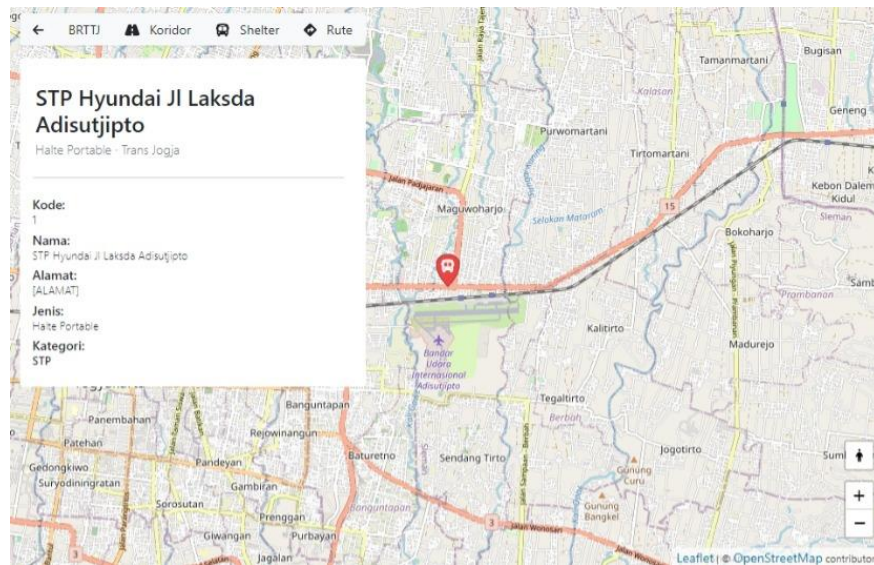 BRTTJ Koridor Shelter Rute
STP Hyundai Jl Laksda
Adisutjipto
Halte Portable · Trans Jogja
Kode:
1
Nama:
STP Hyundai Jl Laksda Adisutjipto
Alamat:
[ALAMAT]
Jenis:
Halte Portable
Kategori:
STP
Bugisan
Tamanmartani
Kalasan
Geneng
Purwomartani
Tirtomartani
Jalan Padjajaran
Kebon Dalem
Kidul
Maguwoharjo
15
Selokan Mataram
Sleman
Bokoharjo
Prambanan
Kalitirto
Madurejo
Bandar
Udara
Internasional
Adisutjipto
Tegaltirto
Berbah
Banguntapan
Panembahan
Rejowinangun
Patehan
Baturetno
Sendang Tirto
Jogotirto
Gedongkiwo
Pandeyan
Gunung
Curu
Suryodiningratan
Gambiran
Sorosutan
Banguntapan
Gunung
Bangkel
Prenggan
3
Jalan Wonosari
Giwangan
Purbayan
3
Jagalan
+
−
Leaflet | © OpenStreetMap contributor